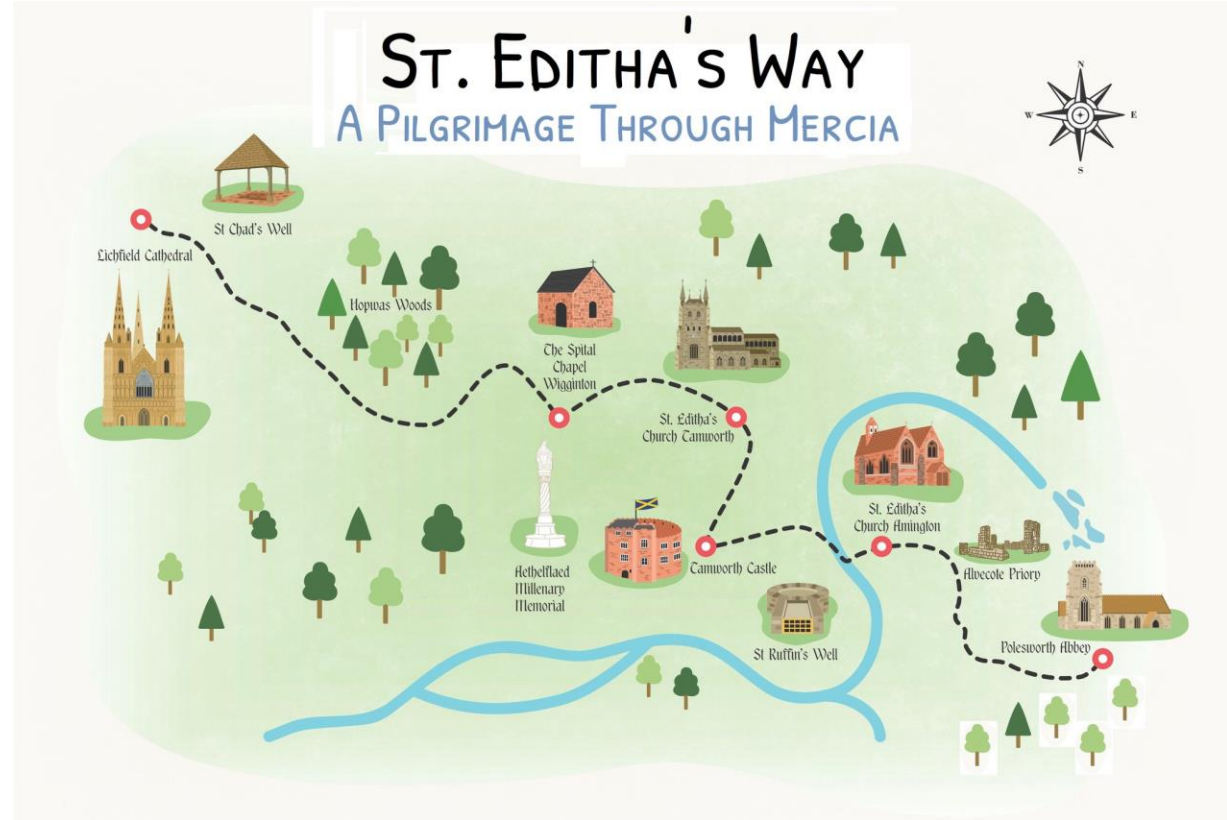 St. Editha's Way
A Pilgrimage Through Mercia
N
W
E
S
St Chad's Well
Lichfield Cathedral
Hopwas Woods
The Spital
Chapel
Wigginton
St. Editha's
Church Tamworth
St. Editha's
Church Amington
Aethelflaed
Millenary
Memorial
Tamworth Castle
Alvecote Priory
St Ruffin's Well
Polesworth Abbey